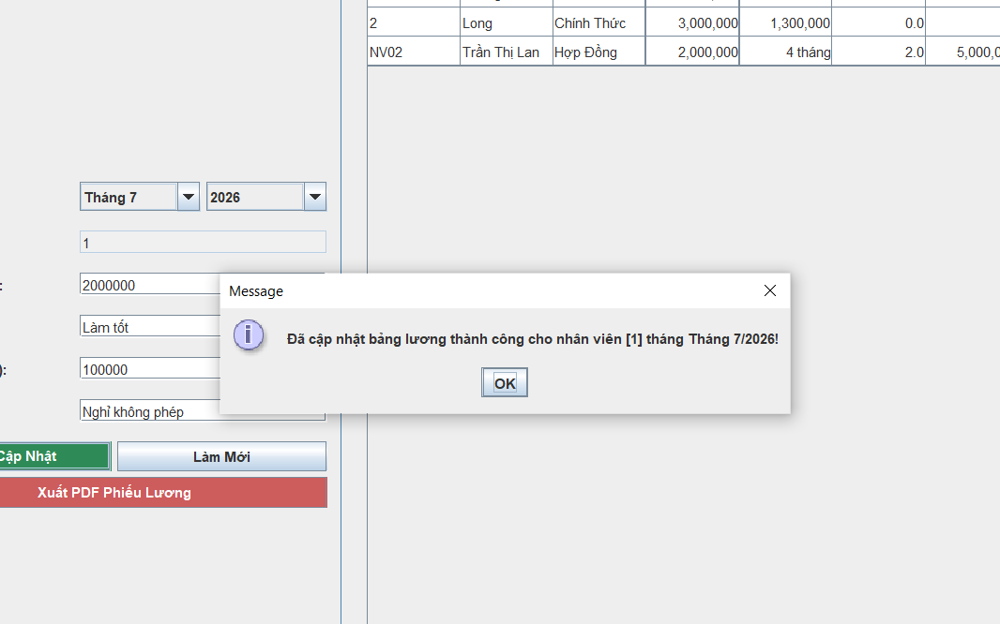 2 Long Chính Thức 3,000,000 1,300,000 0.0
NV02 Trần Thị Lan Hợp Đồng 2,000,000 4 tháng 2.0 5,000,0
Tháng 7 2026
1
: 2000000
Message
Làm tốt
Đã cập nhật bảng lương thành công cho nhân viên [1] tháng Tháng 7/2026!
): 100000
OK
Nghỉ không phép
Cập Nhật Làm Mới
Xuất PDF Phiếu Lương